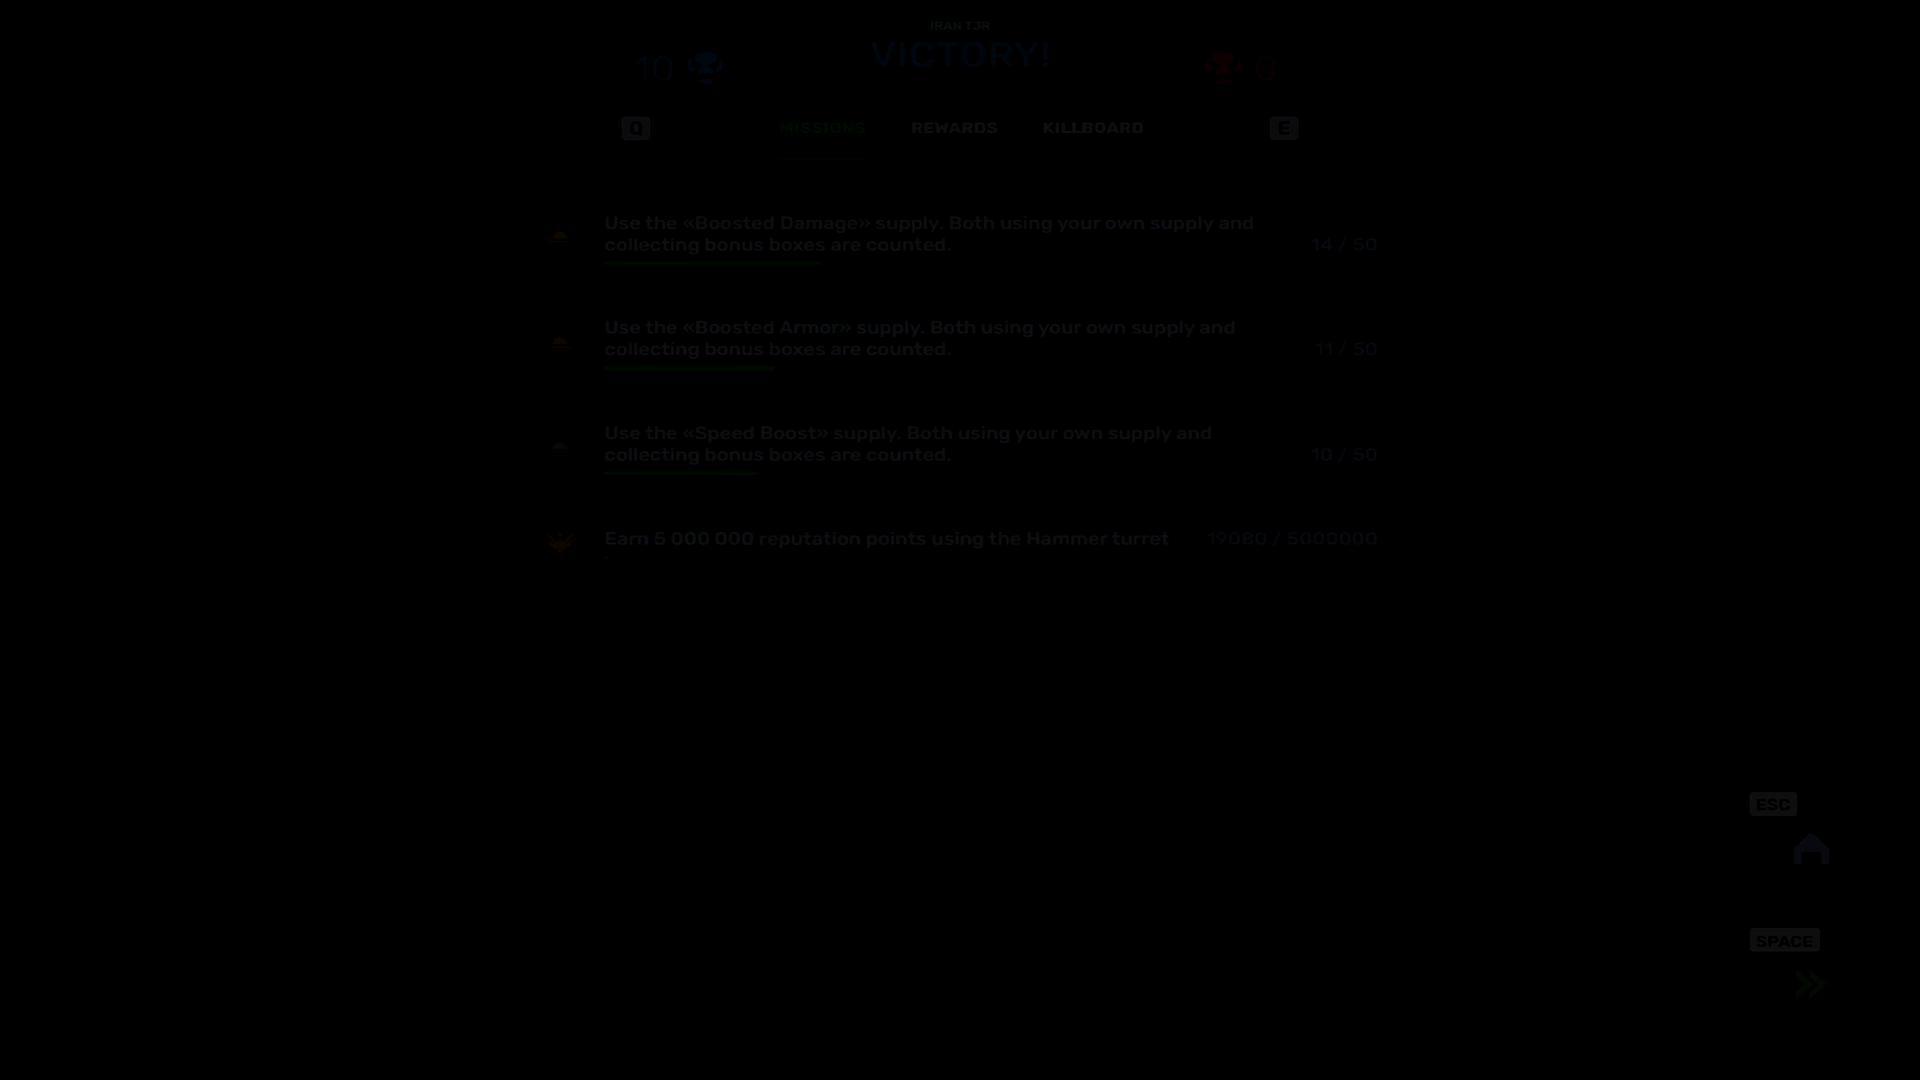 IRAN TJR
VICTORY!
10
0
Q
MISSIONS
REWARDS
KILLBOARD
E
Use the «Boosted Damage» supply. Both using your own supply and
collecting bonus boxes are counted.
14 / 50
Use the «Boosted Armor» supply. Both using your own supply and
collecting bonus boxes are counted.
11 / 50
Use the «Speed Boost» supply. Both using your own supply and
collecting bonus boxes are counted.
10 / 50
Earn 5 000 000 reputation points using the Hammer turret
19080 / 5000000
ESC
SPACE